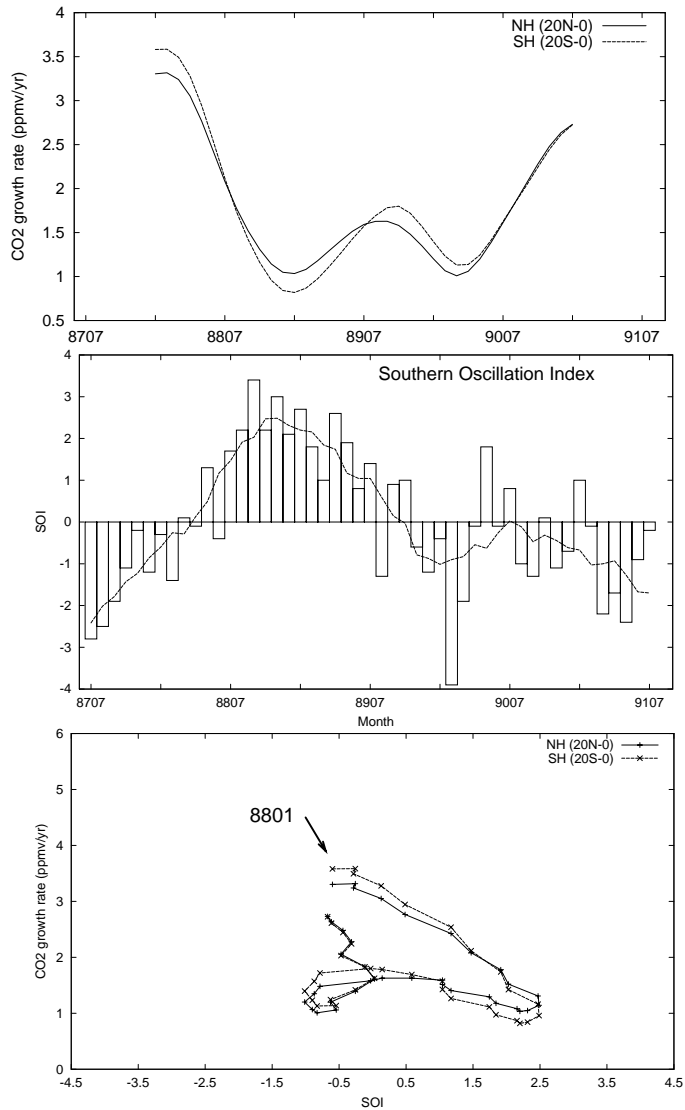 NH (20N-0)
SH (20S-0)
4
3.5
3
2.5
2
1.5
1
0.5
CO2 growth rate (ppmv/yr)
8707 8807 8907 9007 9107
Southern Oscillation Index
4
3
2
1
0
-1
-2
-3
-4
SOI
8707 8807 8907 9007 9107
Month
NH (20N-0)
SH (20S-0)
6
5
4
3
2
1
0
CO2 growth rate (ppmv/yr)
8801
-4.5 -3.5 -2.5 -1.5 -0.5 0.5 1.5 2.5 3.5 4.5
SOI